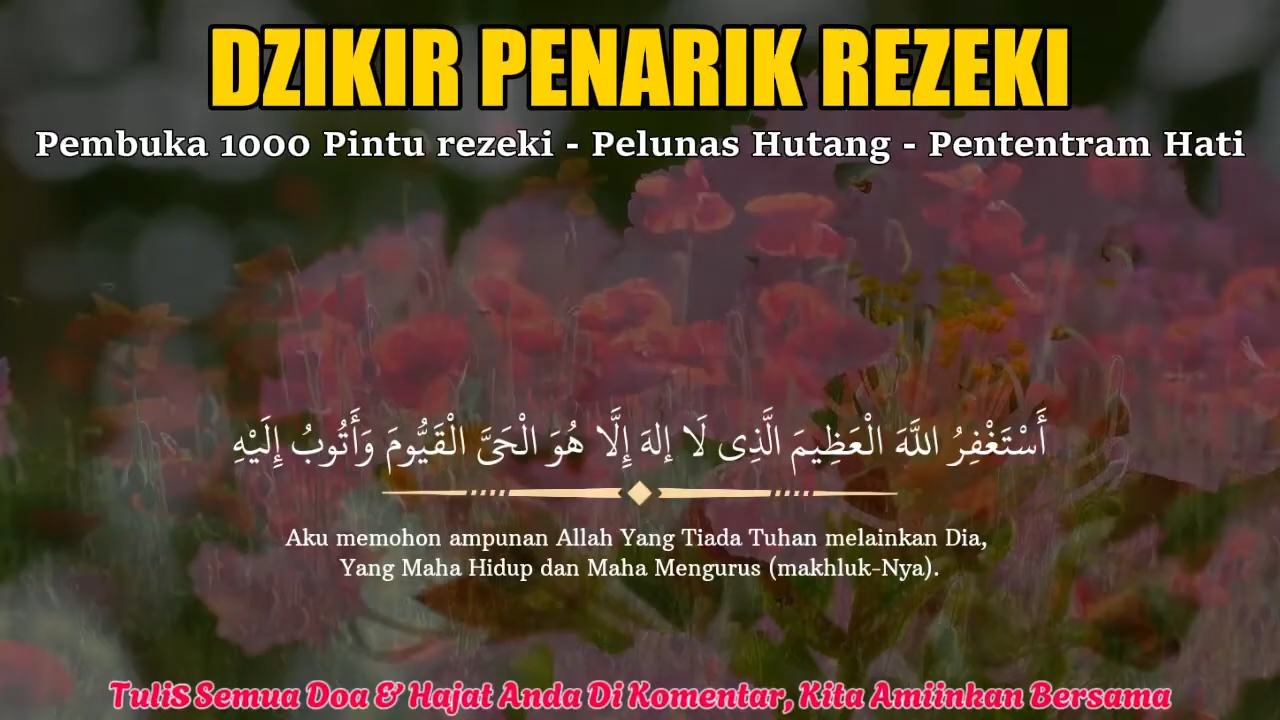 DZIKIR PENARIK REZEKI
Pembuka 1000 Pintu rezeki - Pelunas Hutang - Pententram Hati
أَسْتَغْفِرُ اللَّهَ الْعَظِيمَ الَّذِى لَا إِلهَ إِلَّا هُوَ الْحَىَّ الْقَيُّومَ وَأَتُوبُ إِلَيْهِ
Aku memohon ampunan Allah Yang Tiada Tuhan melainkan Dia,
Yang Maha Hidup dan Maha Mengurus (makhluk-Nya).
TuliS Semua Doa & Hajat Anda Di Komentar, Kita Amiinkan Bersama